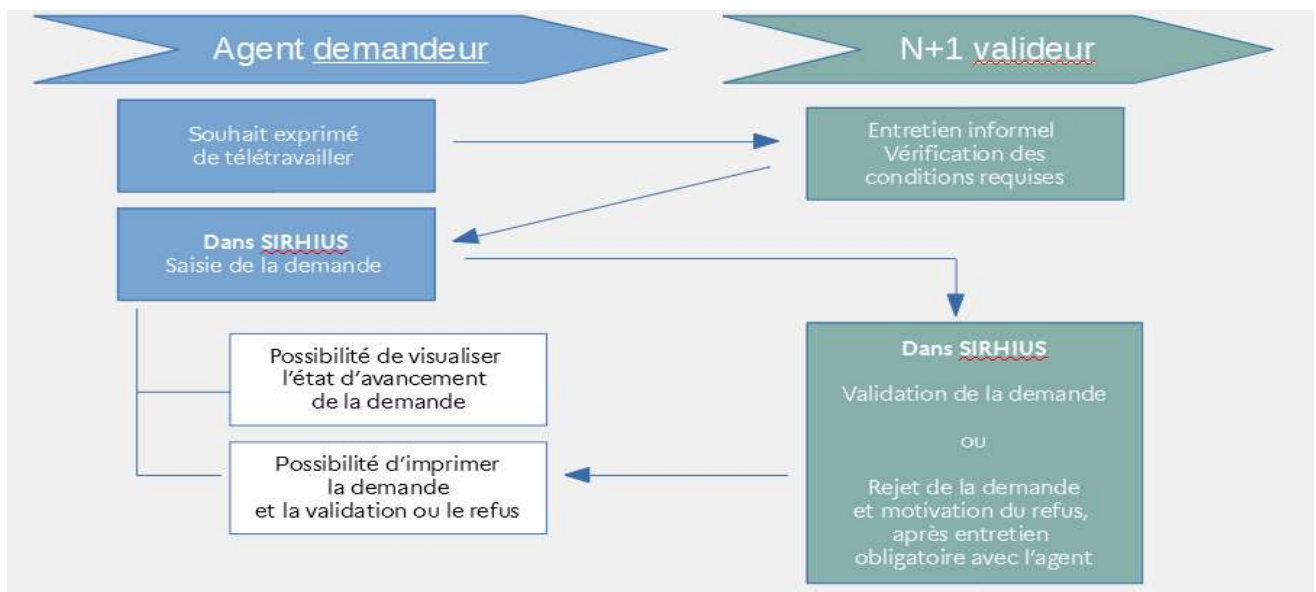 Agent demandeur
N+1 valideur
Souhait exprimé
de télétravailler
Entretien informel
Vérification des
conditions requises
Dans SIRHIUS
Saisie de la demande
Possibilité de visualiser
l’état d’avancement
de la demande
Possibilité d’imprimer
la demande
et la validation ou le refus
Dans SIRHIUS
Validation de la demande
ou
Rejet de la demande
et motivation du refus,
après entretien
obligatoire avec l’agent